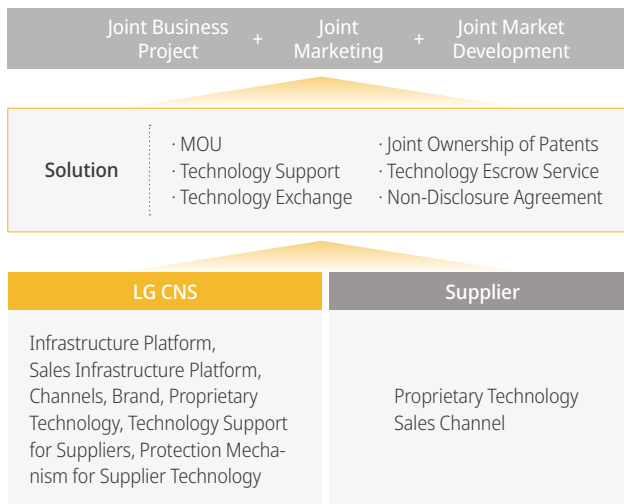 Joint Business Project + Joint Marketing + Joint Market Development
Solution
· MOU
· Technology Support
· Technology Exchange
· Joint Ownership of Patents
· Technology Escrow Service
· Non-Disclosure Agreement
LG CNS
Infrastructure Platform,
Sales Infrastructure Platform,
Channels, Brand, Proprietary
Technology, Technology Support
for Suppliers, Protection Mecha-
nism for Supplier Technology
Supplier
Proprietary Technology
Sales Channel